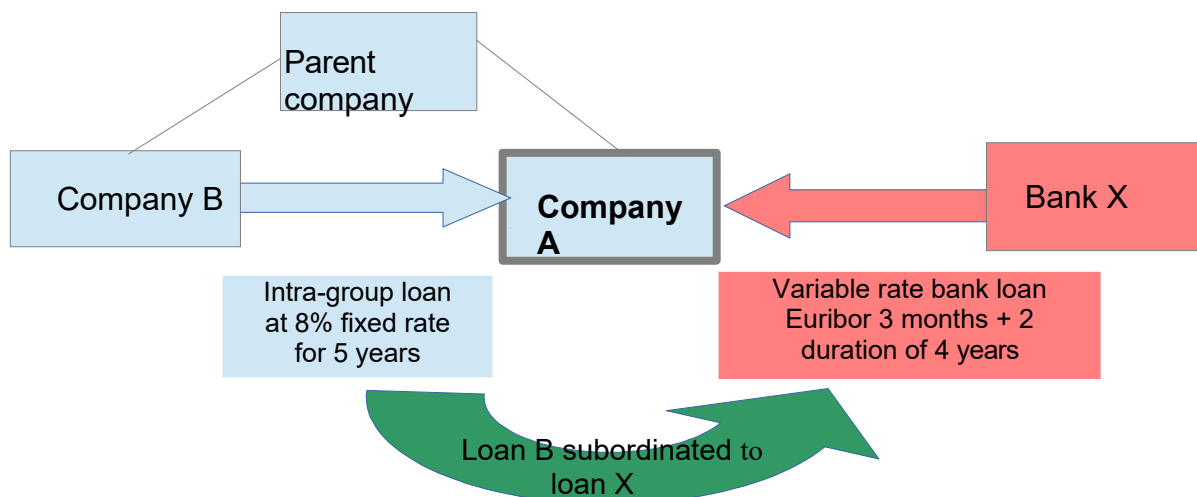 Parent
company
Company B
Company
A
Bank X
Intra-group loan
at 8% fixed rate
for 5 years
Variable rate bank loan
Euribor 3 months + 2
duration of 4 years
Loan B subordinated to
loan X